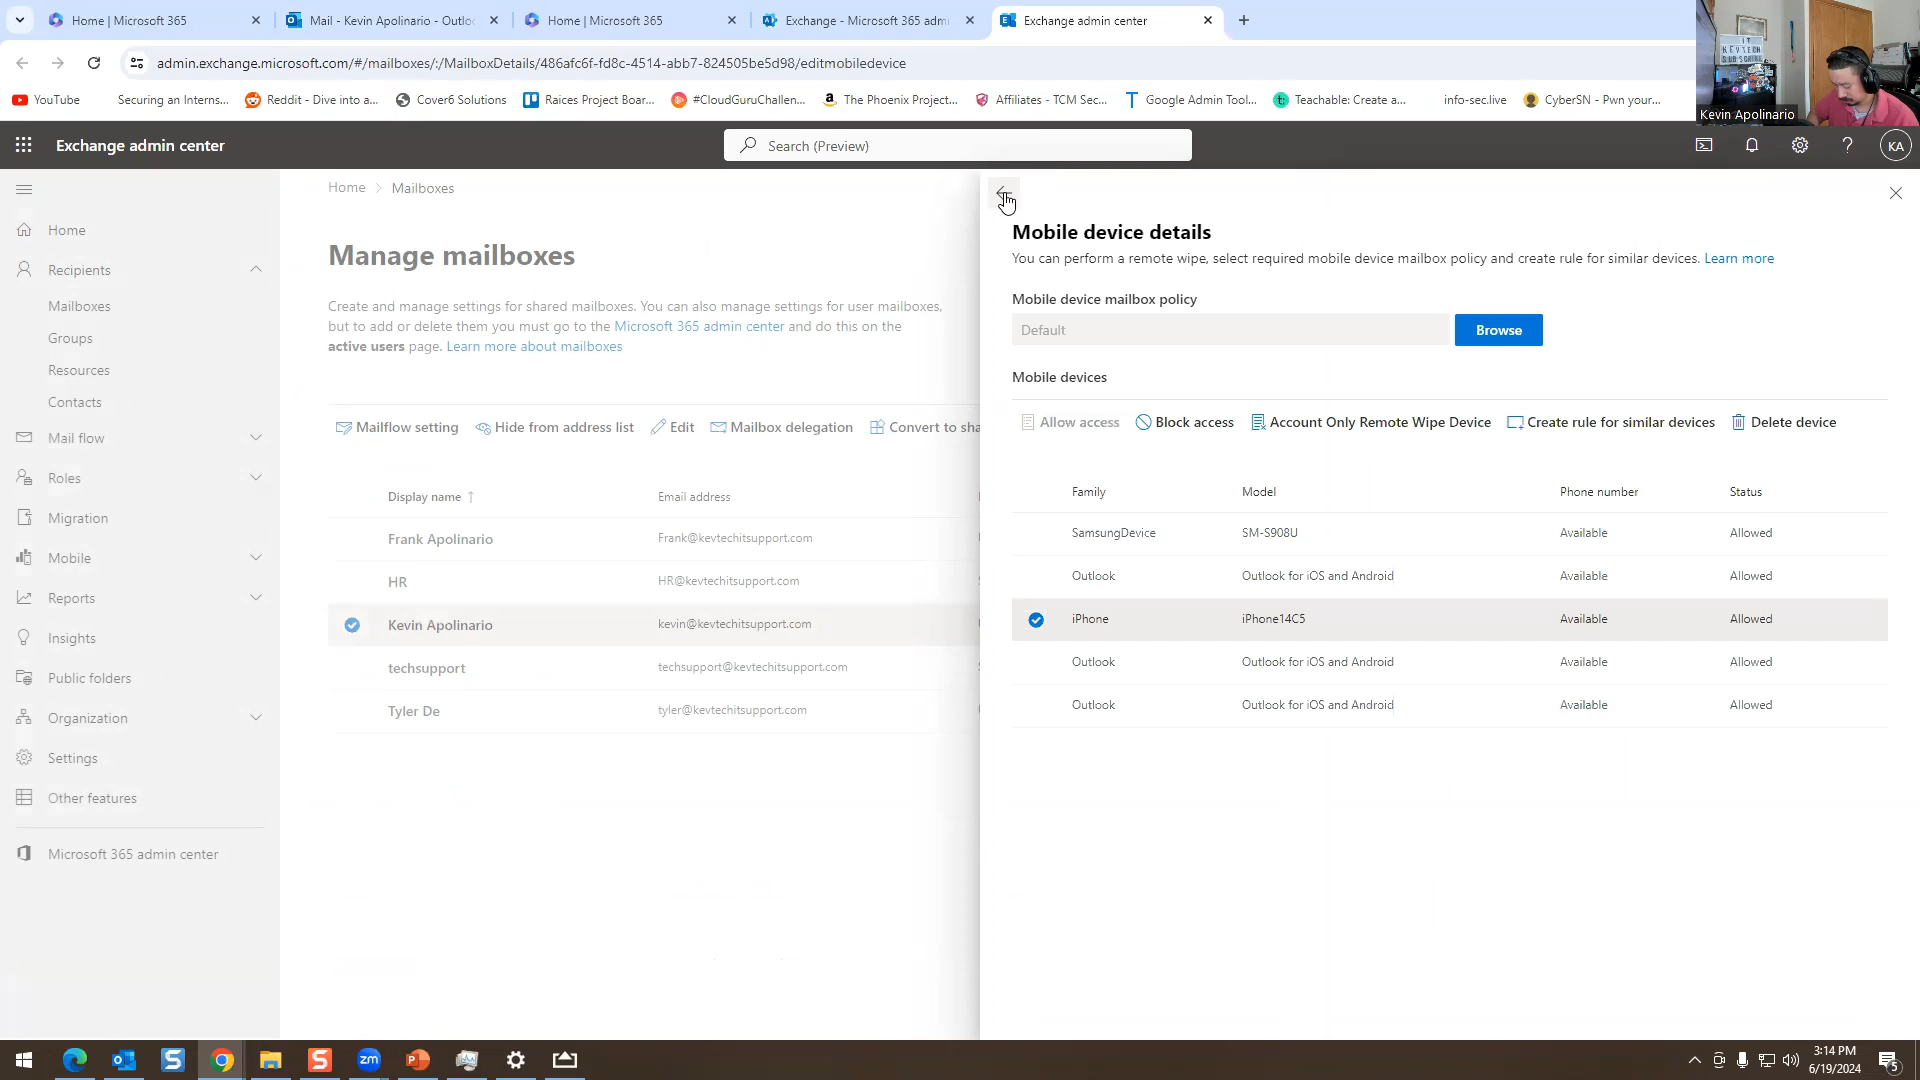 Home | Microsoft 365
Mail - Kevin Apolinario - Outlo
Home | Microsoft 365
Exchange - Microsoft 365 adm
Exchange admin center
admin.exchange.microsoft.com/#/mailboxes/:/MailboxDetails/486afc6f-fd8c-4514-abb7-824505be5d98/editmobiledevice
YouTube
Securing an Interns...
Reddit - Dive into a...
Cover6 Solutions
Raices Project Boar...
#CloudGuruChallen...
The Phoenix Project...
Affiliates - TCM Sec...
Google Admin Tool...
Teachable: Create a...
info-sec.live
CyberSN - Pwn your...
IT
KEVTECH
SUBSCRIBE
Kevin Apolinario
Exchange admin center
Search (Preview)
KA
Home
Recipients
Mailboxes
Groups
Resources
Contacts
Mail flow
Roles
Migration
Mobile
Reports
Insights
Public folders
Organization
Settings
Other features
Microsoft 365 admin center
Home > Mailboxes
Manage mailboxes
Create and manage settings for shared mailboxes. You can also manage settings for user mailboxes,
but to add or delete them you must go to the Microsoft 365 admin center and do this on the
active users page. Learn more about mailboxes
Mailflow setting Hide from address list Edit Mailbox delegation Convert to sha
Display name ↑ Email address
Frank Apolinario Frank@kevtechitsupport.com
HR HR@kevtechitsupport.com
Kevin Apolinario kevin@kevtechitsupport.com
techsupport techsupport@kevtechitsupport.com
Tyler De tyler@kevtechitsupport.com
Mobile device details
You can perform a remote wipe, select required mobile device mailbox policy and create rule for similar devices. Learn more
Mobile device mailbox policy
Default
Browse
Mobile devices
Allow access Block access Account Only Remote Wipe Device Create rule for similar devices Delete device
Family Model Phone number Status
SamsungDevice SM-S908U Available Allowed
Outlook Outlook for iOS and Android Available Allowed
iPhone iPhone14C5 Available Allowed
Outlook Outlook for iOS and Android Available Allowed
Outlook Outlook for iOS and Android Available Allowed
zm
3:14 PM
6/19/2024
5